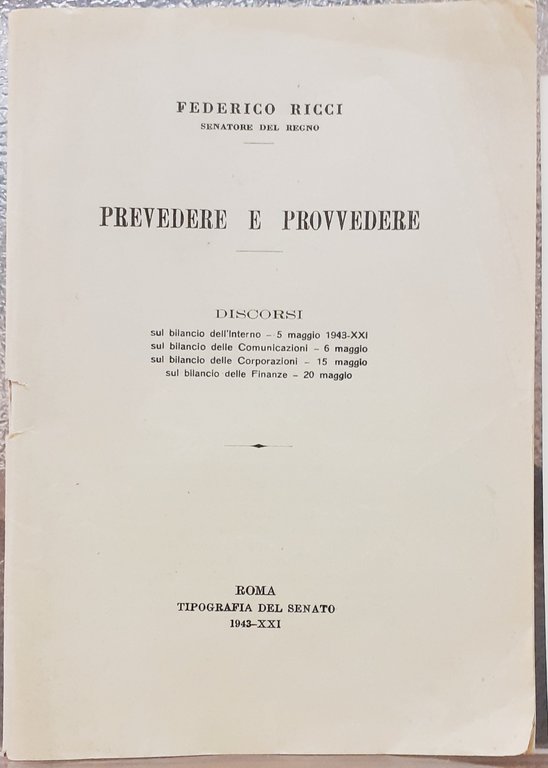 FEDERICO RICCI
SENATORE DEL REGNO
PREVEDERE E PROVVEDERE
DISCORSI
sul bilancio dell'Interno – 5 maggio 1943-XXI
sul bilancio delle Comunicazioni – 6 maggio
sul bilancio delle Corporazioni – 15 maggio
sul bilancio delle Finanze – 20 maggio
ROMA
TIPOGRAFIA DEL SENATO
1943-XXI